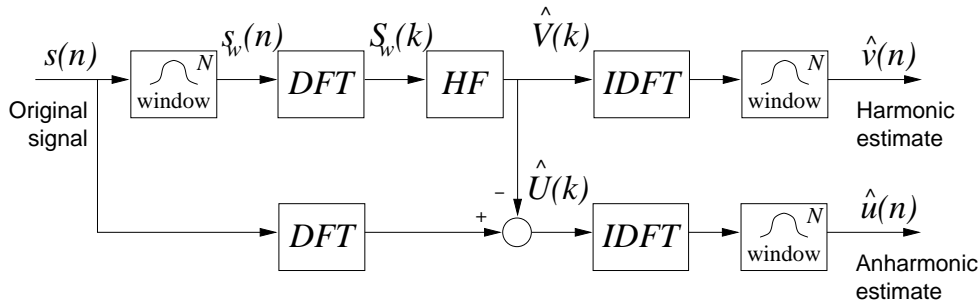 s(n)
Original
signal
N
window
s_w(n)
DFT
S_w(k)
HF
V̂(k)
IDFT
N
window
v̂(n)
Harmonic
estimate
DFT
+
−
Û(k)
IDFT
N
window
û(n)
Anharmonic
estimate